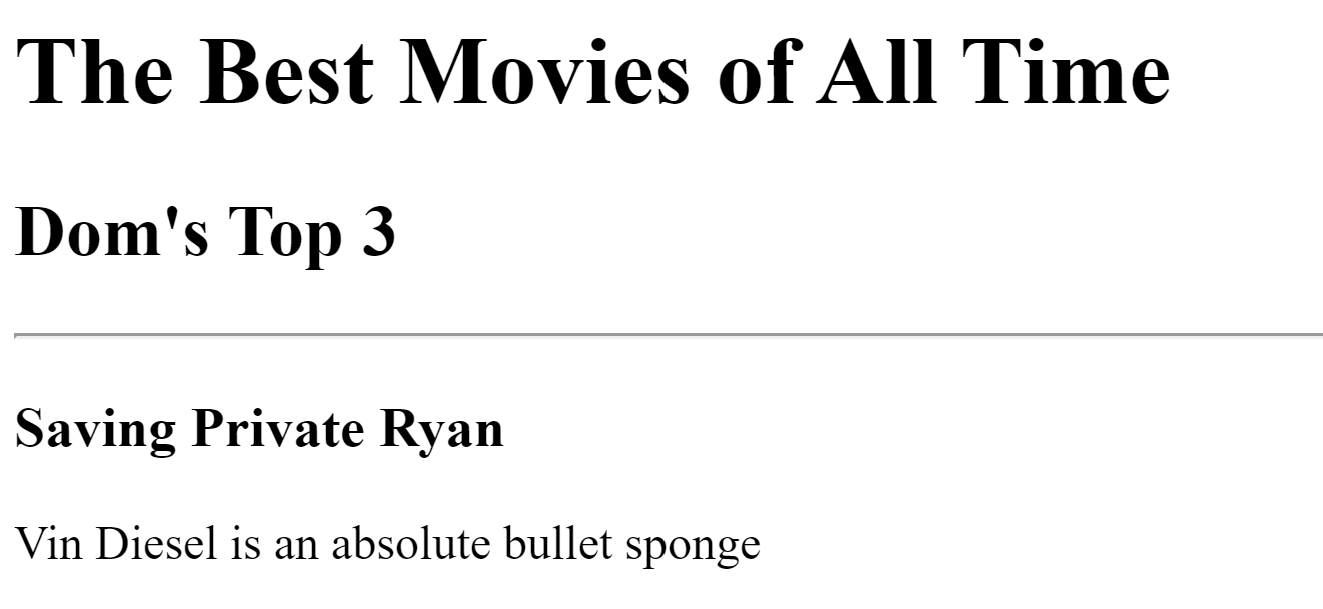 The Best Movies of All Time
Dom's Top 3
Saving Private Ryan
Vin Diesel is an absolute bullet sponge